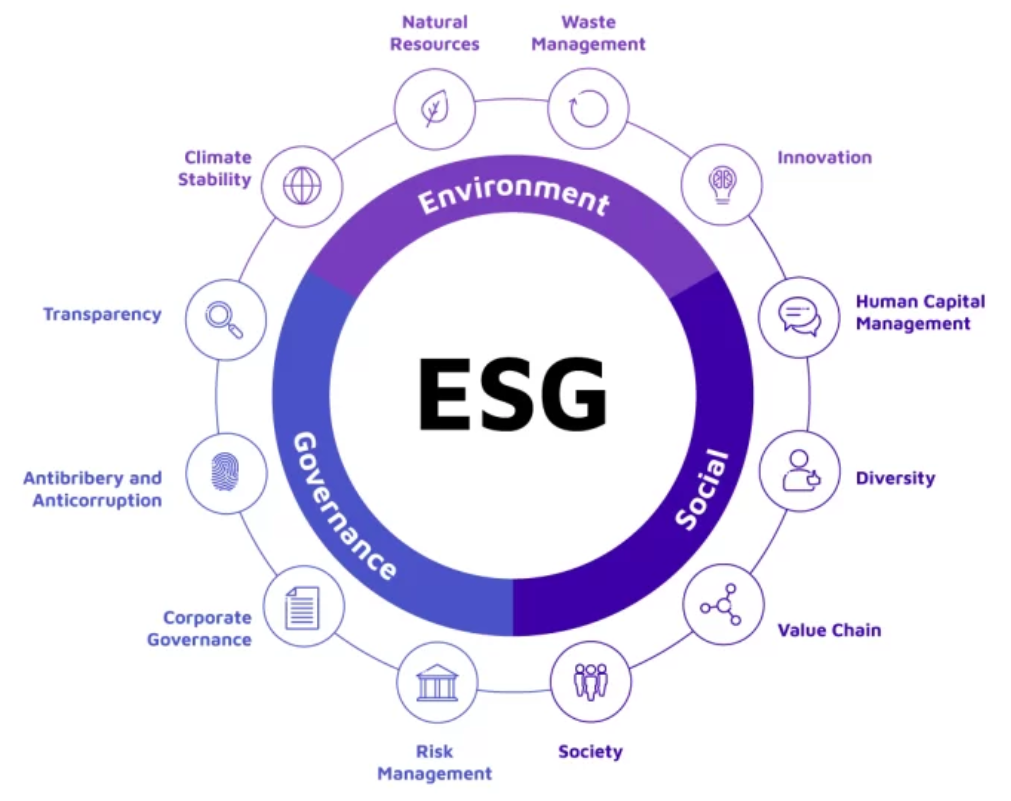 Natural
Resources
Waste
Management
Climate
Stability
Innovation
Environment
Transparency
Human Capital
Management
ESG
Governance
Social
Antibribery and
Anticorruption
Diversity
Corporate
Governance
Value Chain
Risk
Management
Society